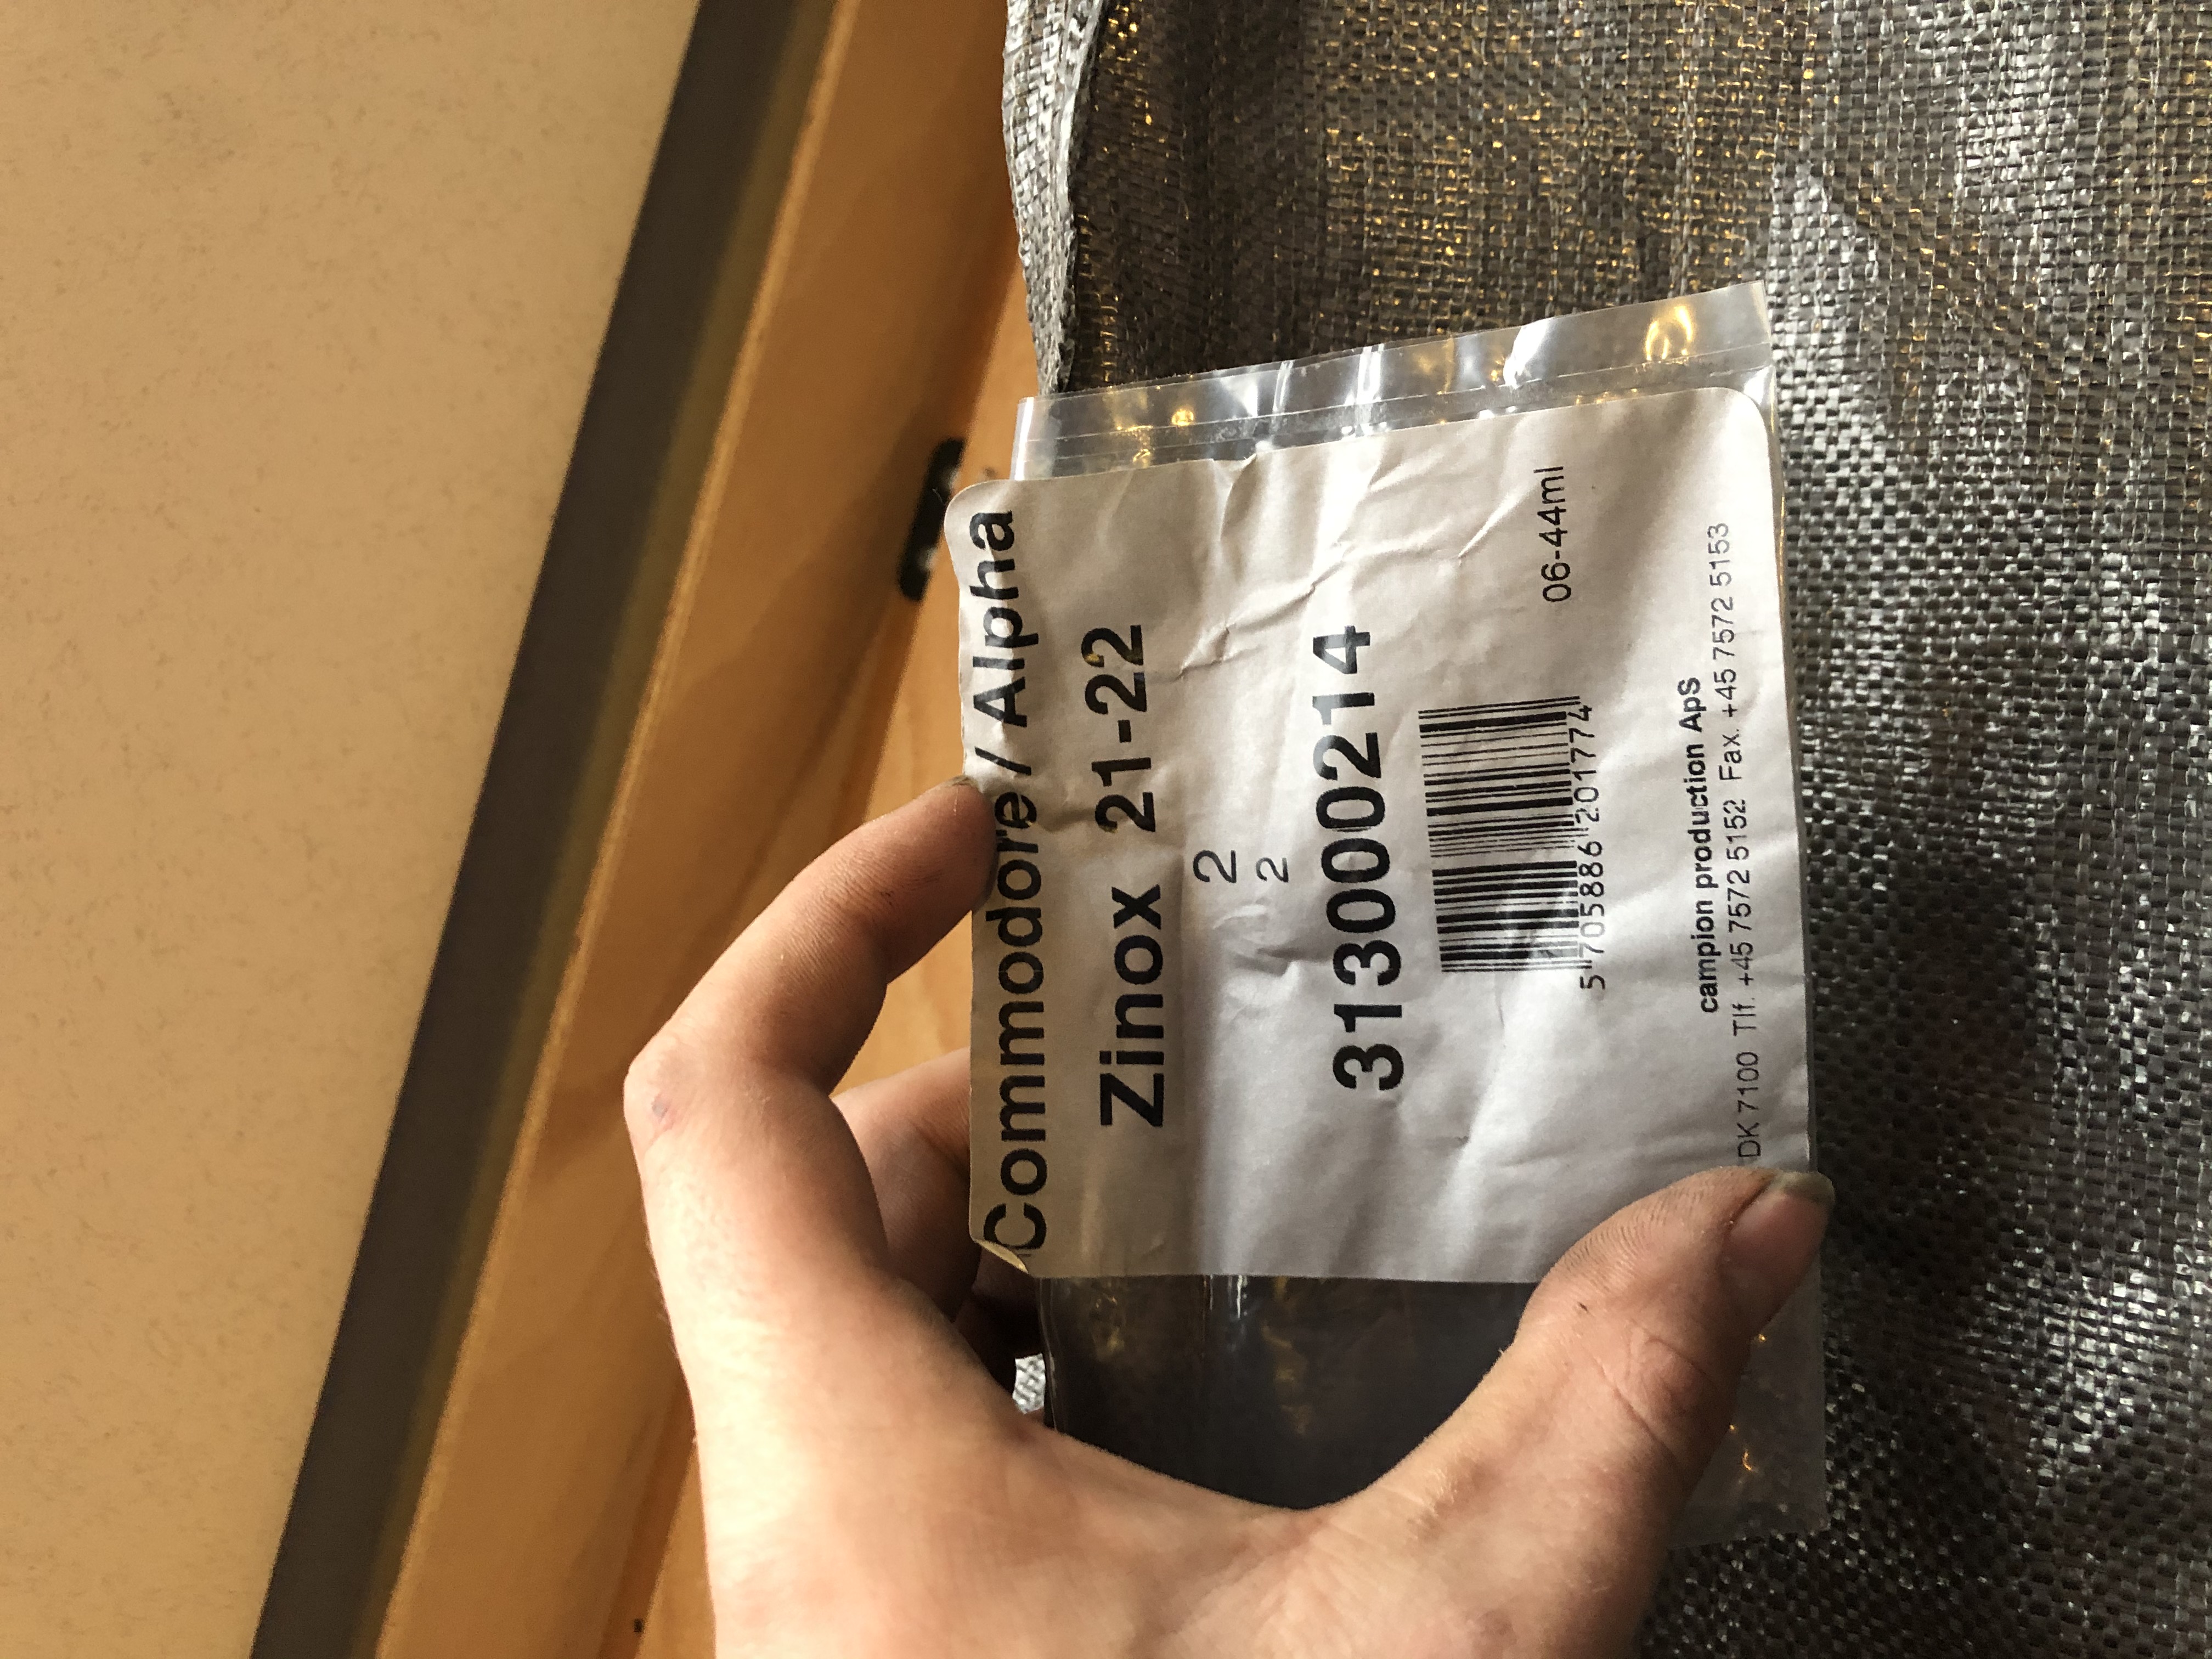 Commodore / Alpha
Zinox 21-22
2
2
31300214
5 705886 201774
06-44ml
campion production Aps
DK 7100 Tlf. +45 7572 5152 Fax. +45 7572 5153